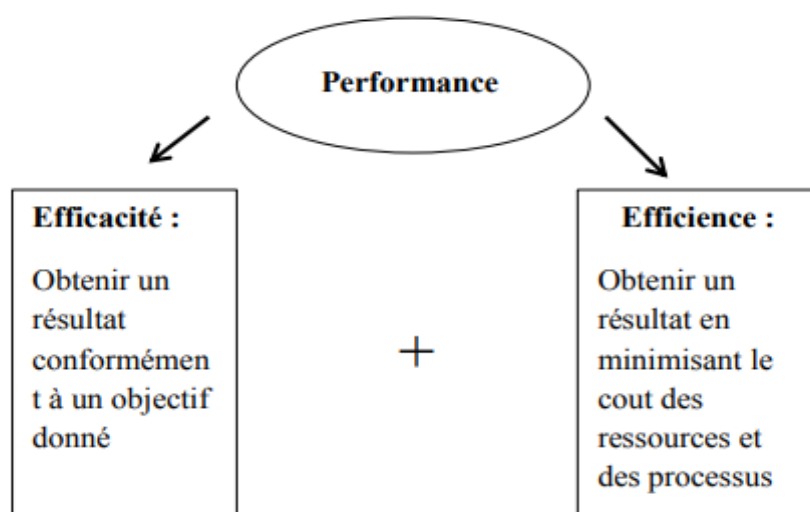 Performance
Efficacité :
Obtenir un
résultat
conformémen
t à un objectif
donné
+
Efficience :
Obtenir un
résultat en
minimisant le
cout des
ressources et
des processus